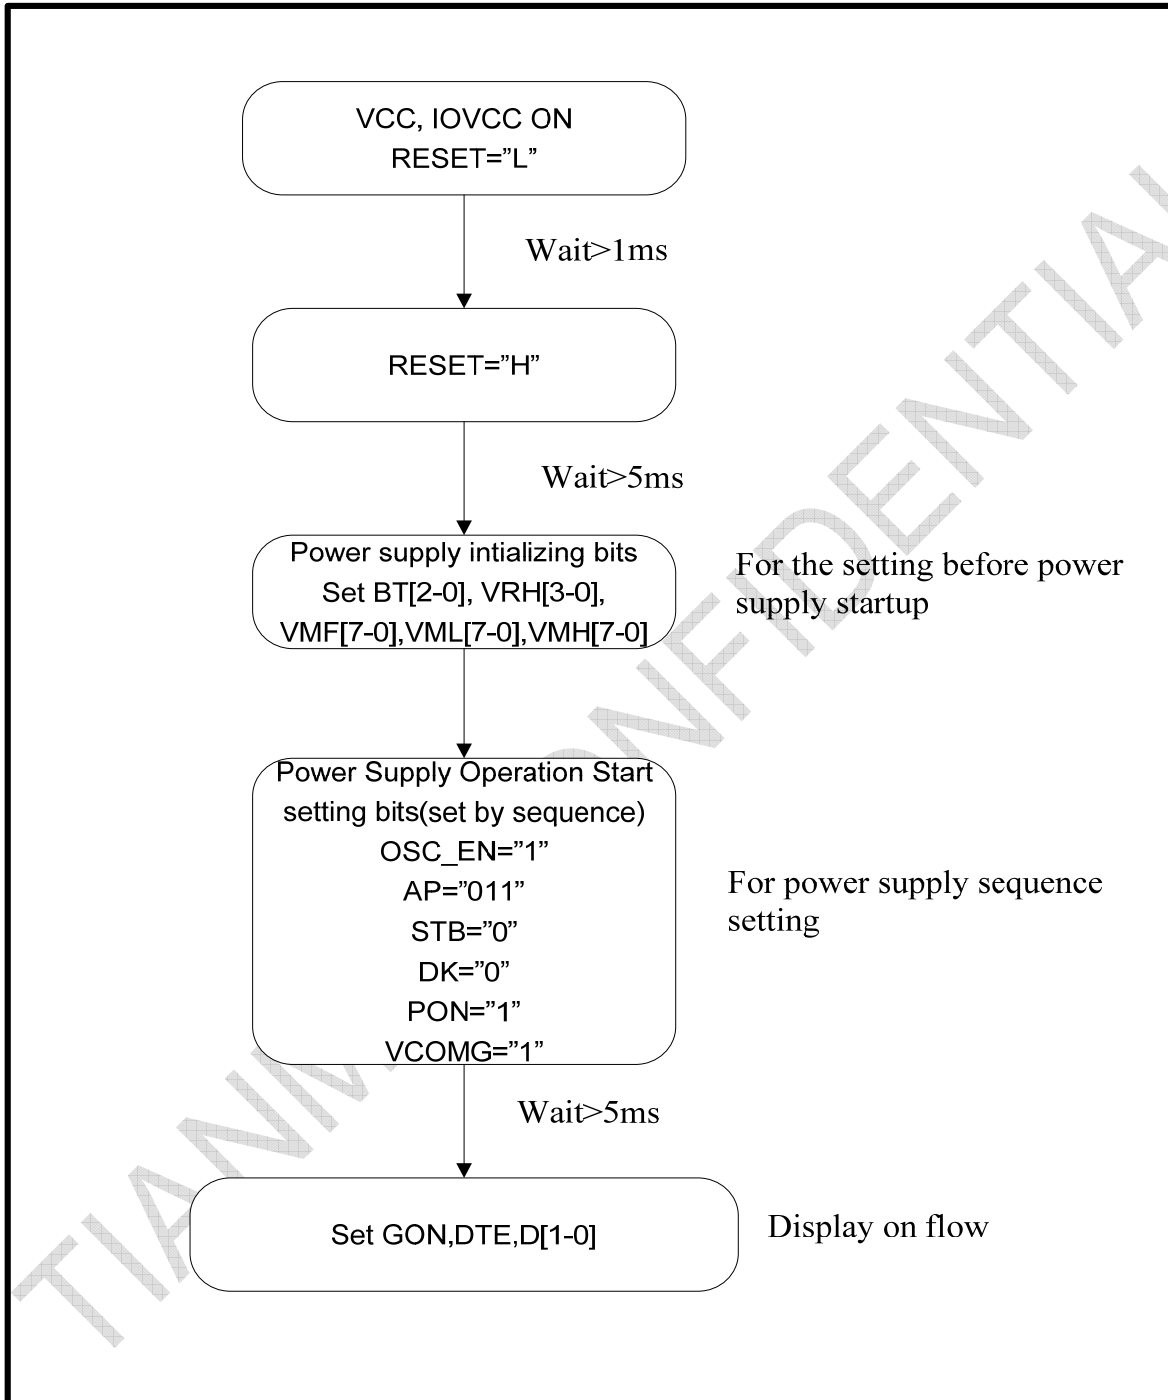 VCC, IOVCC ON
RESET=”L”
Wait>1ms
RESET=”H”
Wait>5ms
Power supply intializing bits
Set BT[2-0], VRH[3-0],
VMF[7-0],VML[7-0],VMH[7-0]
For the setting before power
supply startup
Power Supply Operation Start
setting bits(set by sequence)
OSC_EN=”1”
AP=”011”
STB=”0”
DK=”0”
PON=”1”
VCOMG=”1”
For power supply sequence
setting
Wait>5ms
Set GON,DTE,D[1-0]
Display on flow
TIANMA CONFIDENTIAL